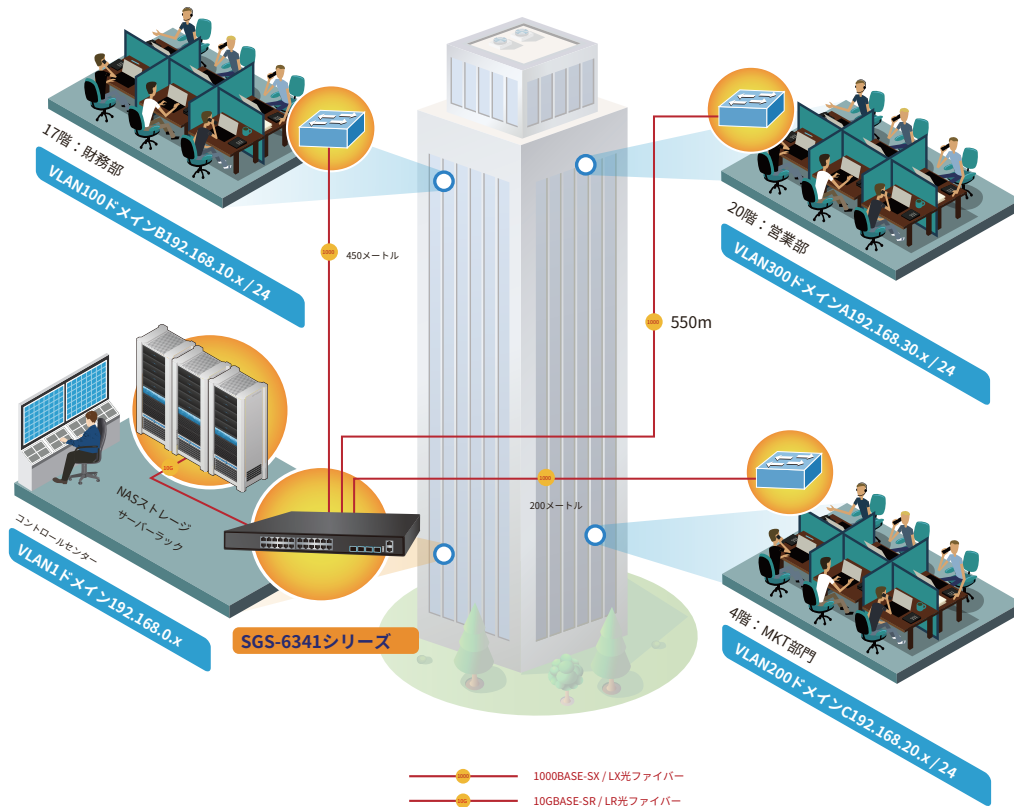 17階：財務部
VLAN100ドメインB192.168.10.x / 24
1000
450メートル
20階：営業部
VLAN300ドメインA192.168.30.x / 24
1000
550m
10G
NASストレージ
サーバーラック
コントロールセンター
VLAN1ドメイン192.168.0.x
SGS-6341シリーズ
1000
200メートル
4階：MKT部門
VLAN200ドメインC192.168.20.x / 24
1000
1000BASE-SX / LX光ファイバー
10G
10GBASE-SR / LR光ファイバー